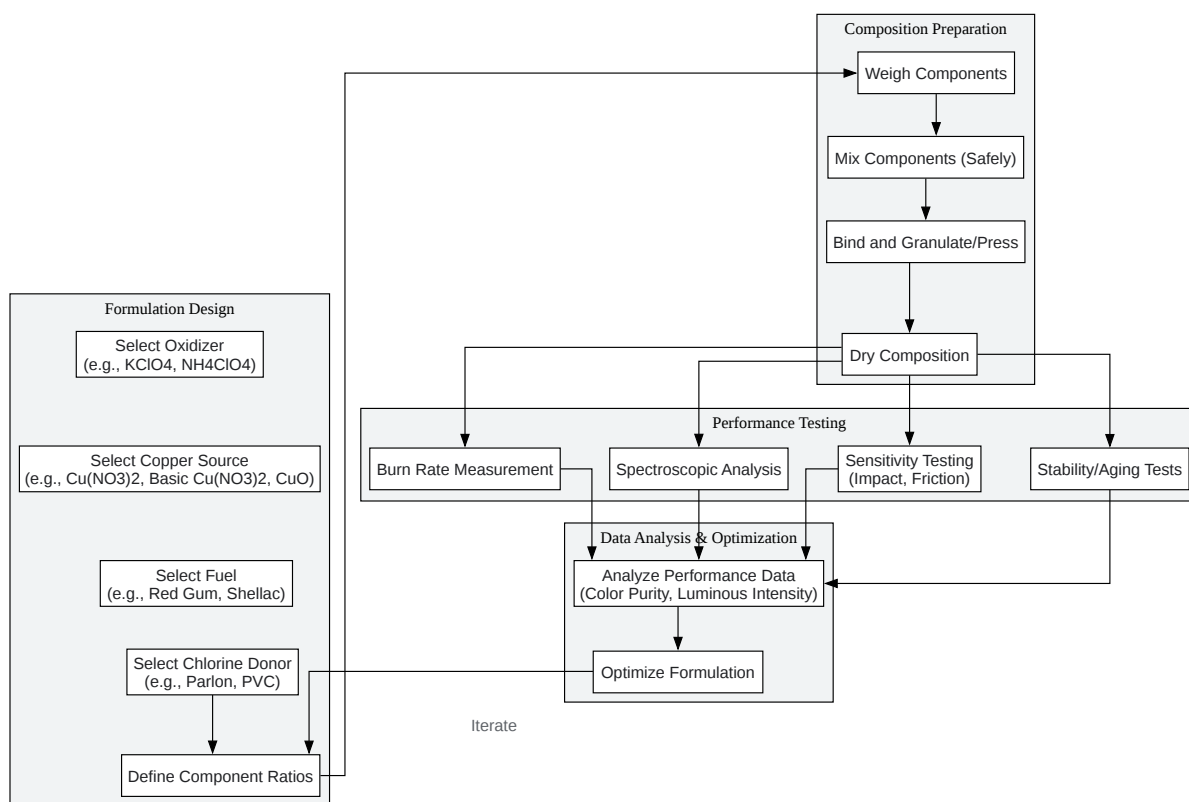 Composition Preparation
Weigh Components
Mix Components (Safely)
Bind and Granulate/Press
Dry Composition
Formulation Design
Select Oxidizer
(e.g., KClO4, NH4ClO4)
Select Copper Source
(e.g., Cu(NO3)2, Basic Cu(NO3)2, CuO)
Select Fuel
(e.g., Red Gum, Shellac)
Select Chlorine Donor
(e.g., Parlon, PVC)
Define Component Ratios
Performance Testing
Burn Rate Measurement
Spectroscopic Analysis
Sensitivity Testing
(Impact, Friction)
Stability/Aging Tests
Data Analysis & Optimization
Analyze Performance Data
(Color Purity, Luminous Intensity)
Optimize Formulation
Iterate